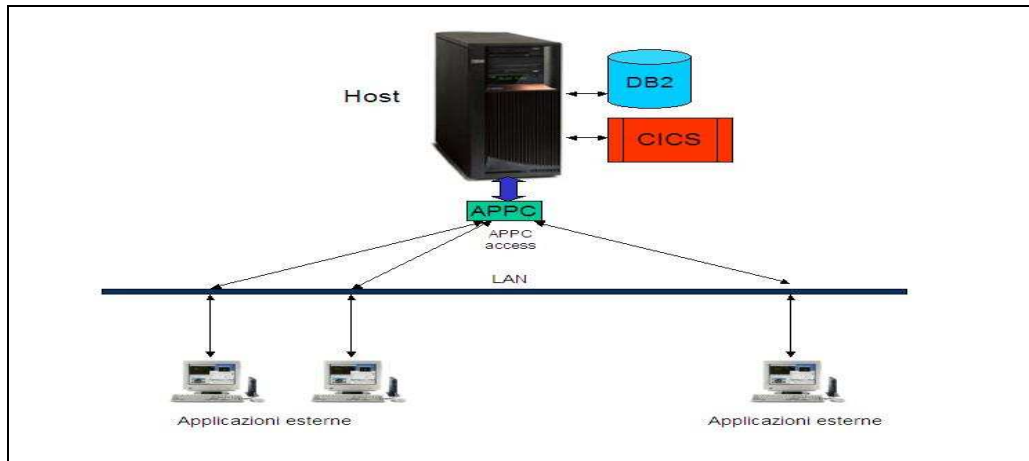 Host
DB2
CICS
APPC
APPC
access
LAN
Applicazioni esterne
Applicazioni esterne